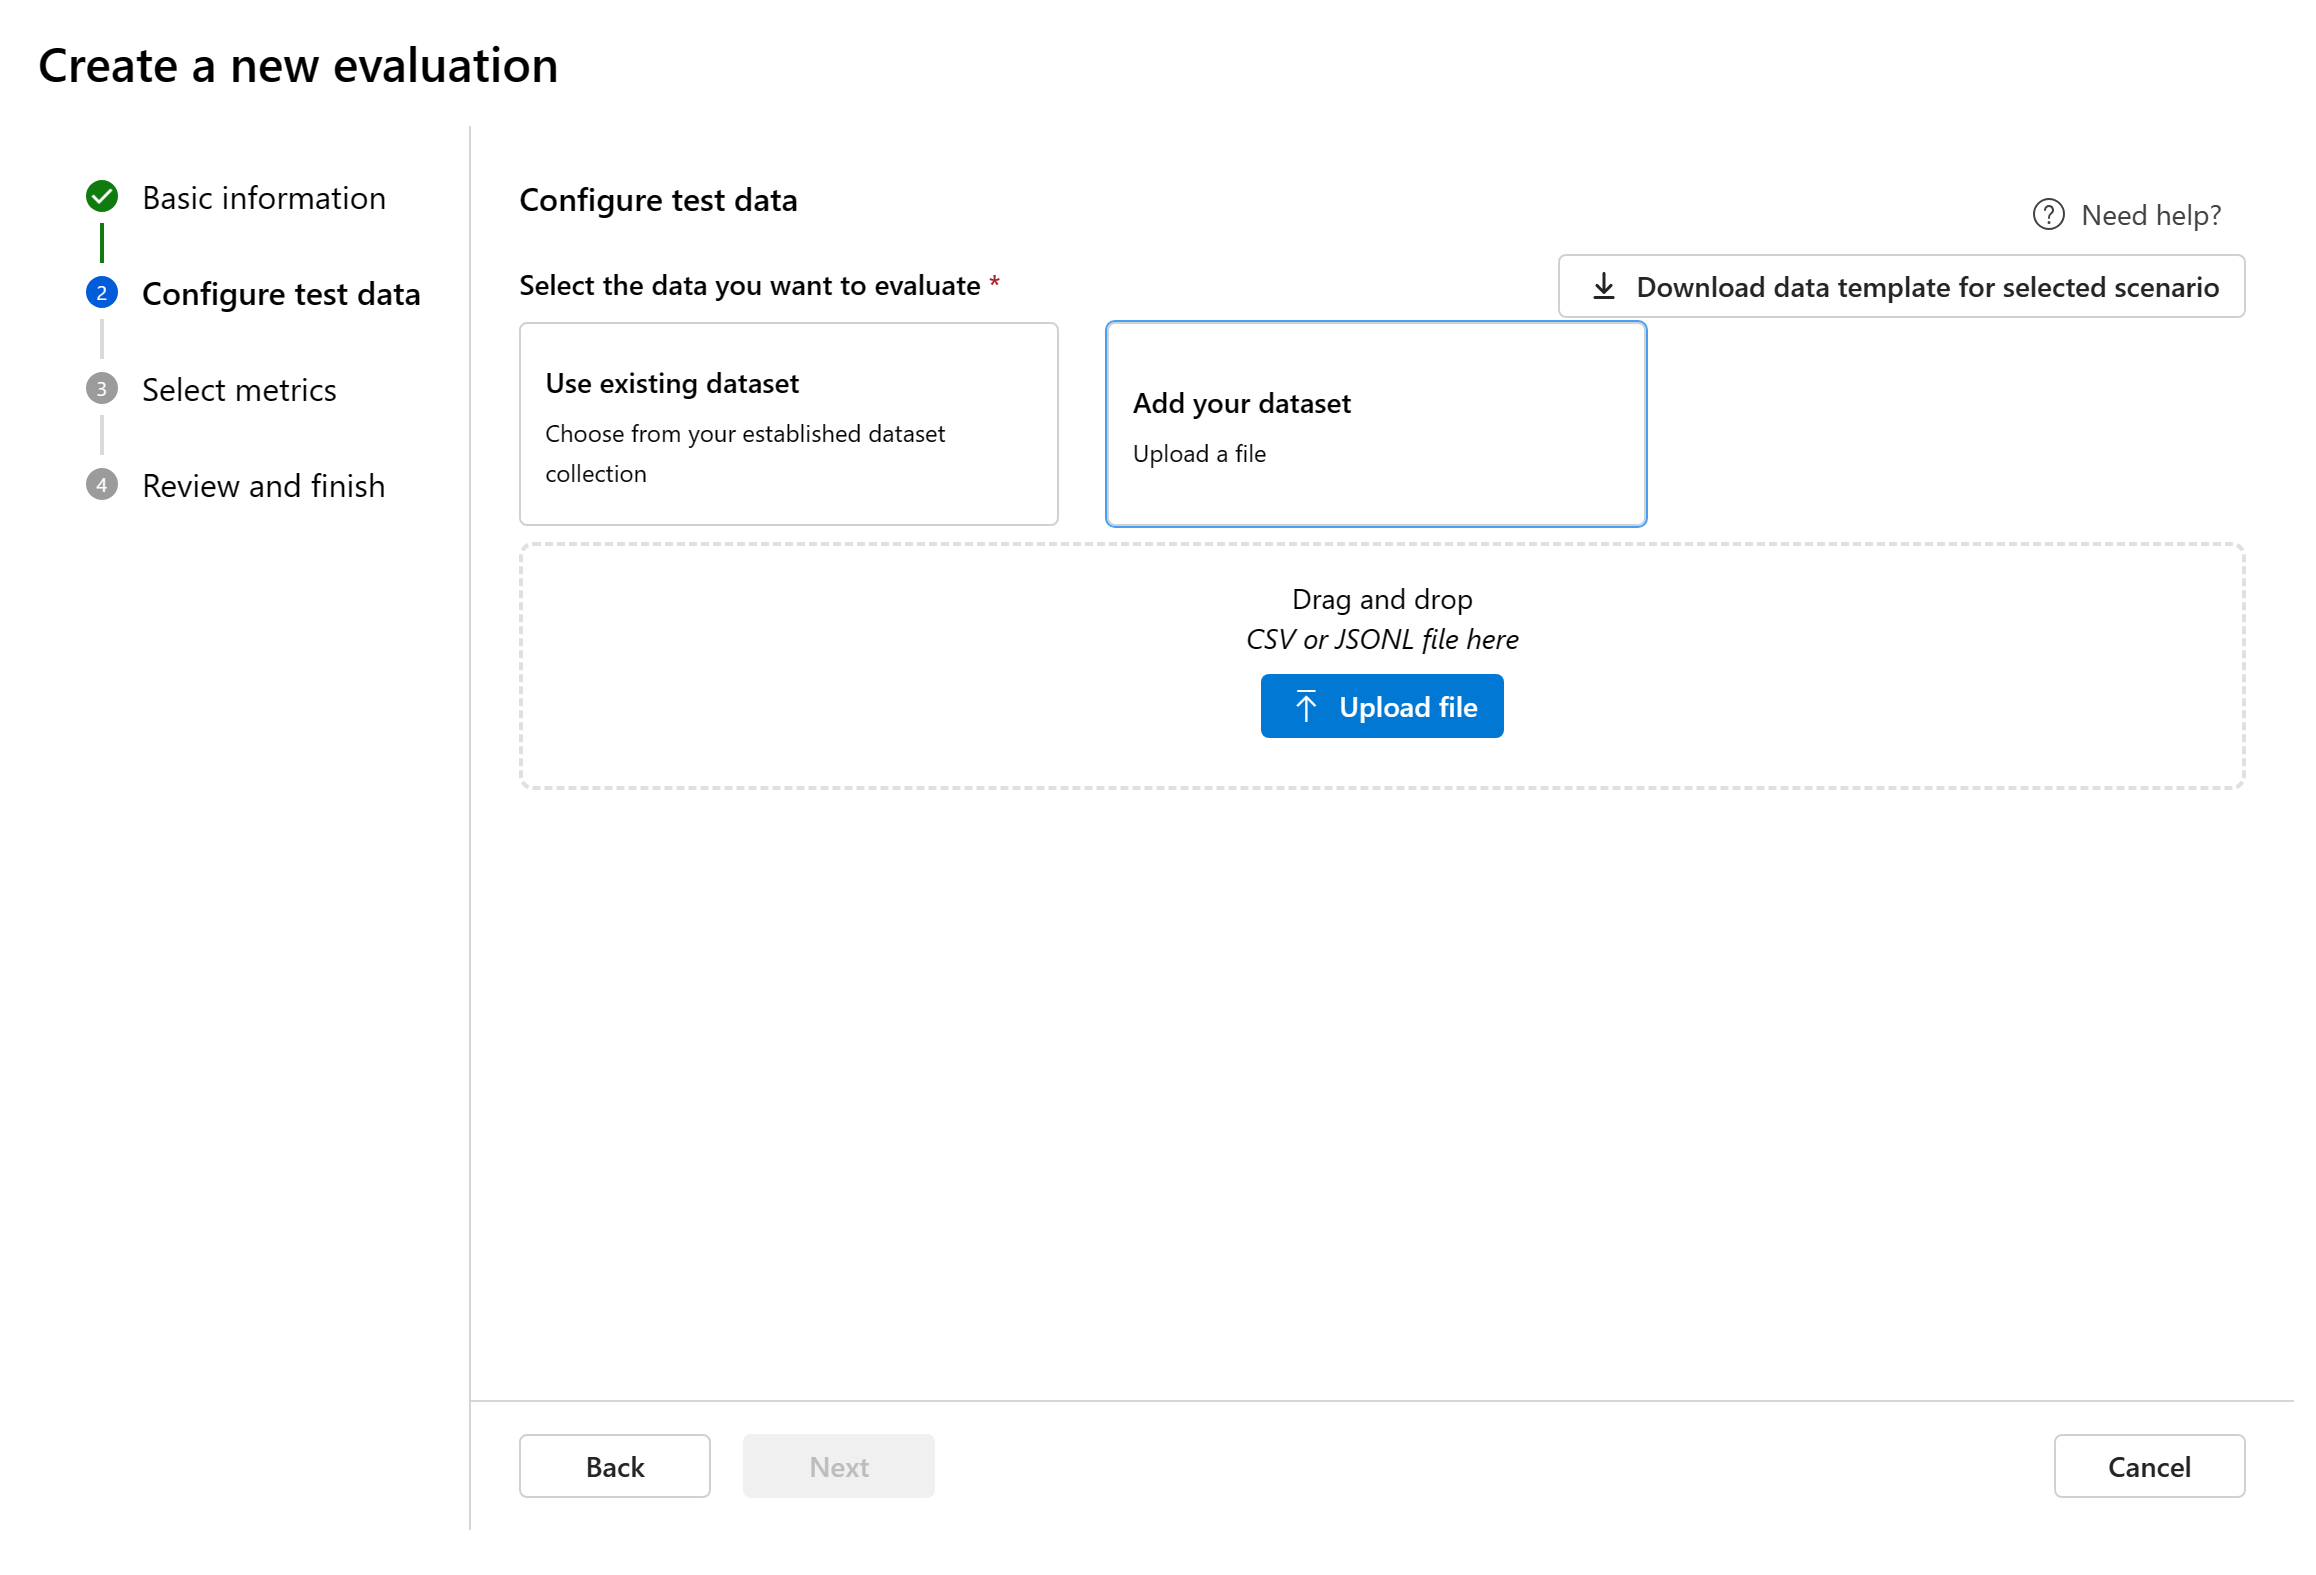 Create a new evaluation
Basic information
2 Configure test data
3 Select metrics
4 Review and finish
Configure test data
? Need help?
Select the data you want to evaluate *
Download data template for selected scenario
Use existing dataset
Choose from your established dataset
collection
Add your dataset
Upload a file
Drag and drop
CSV or JSONL file here
Upload file
Back
Next
Cancel